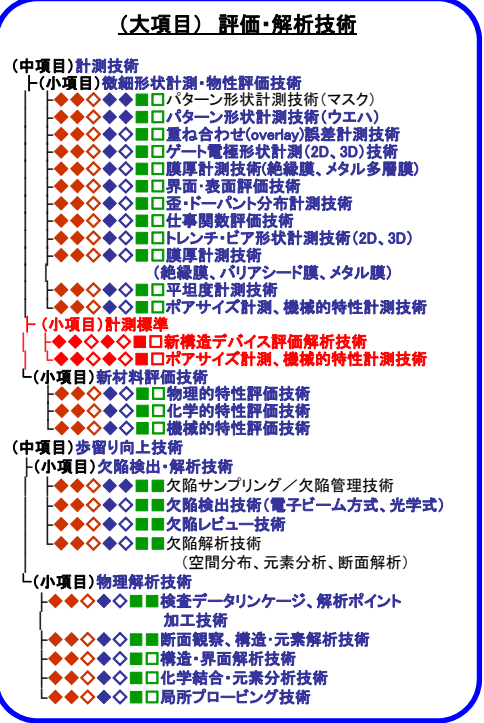 （大項目） 評価・解析技術
（中項目）計測技術
├（小項目）微細形状計測・物性評価技術
├◆◆◇◆◆■□パターン形状計測技術（マスク）
├◆◆◇◆◆■□パターン形状計測技術（ウエハ）
├◆◆◇◆◇■□重ね合わせ(overlay)誤差計測技術
├◆◆◇◆◇■□ゲート電極形状計測（2D、3D）技術
├◆◆◇◆◇■□膜厚計測技術(絶縁膜、メタル多層膜)
├◆◆◇◆◇■□界面・表面評価技術
├◆◆◇◆◇■□歪・ドーパント分布計測技術
├◆◆◇◆◇■□仕事関数評価技術
├◆◆◇◆◇■□トレンチ・ビア形状計測技術（2D、3D）
├◆◆◇◆◇■□膜厚計測技術
（絶縁膜、バリアシード膜、メタル膜）
├◆◆◇◆◇■□平坦度計測技術
└◆◆◇◆◇■□ポアサイズ計測、機械的特性計測技術
├（小項目）計測標準
├◆◆◇◆◇■□新構造デバイス評価解析技術
└◆◆◇◆◇■□ポアサイズ計測、機械的特性計測技術
└（小項目）新材料評価技術
├◆◆◇◆◇■□物理的特性評価技術
├◆◆◇◆◇■□化学的特性評価技術
└◆◆◇◆◇■□機械的特性評価技術
（中項目）歩留り向上技術
├（小項目）欠陥検出・解析技術
├◆◆◇◆◆■■欠陥サンプリング／欠陥管理技術
├◆◆◇◆◇■■欠陥検出技術（電子ビーム方式、光学式）
├◆◆◇◆◇■■欠陥レビュー技術
└◆◆◇◆◇■■欠陥解析技術
（空間分布、元素分析、断面解析）
└（小項目）物理解析技術
├◆◆◇◆◇■■検査データリンケージ、解析ポイント
加工技術
├◆◆◇◆◇■■断面観察、構造・元素解析技術
├◆◆◇◆◇■□構造・界面解析技術
├◆◆◇◆◇■□化学結合・元素分析技術
└◆◆◇◆◇■□局所プロービング技術